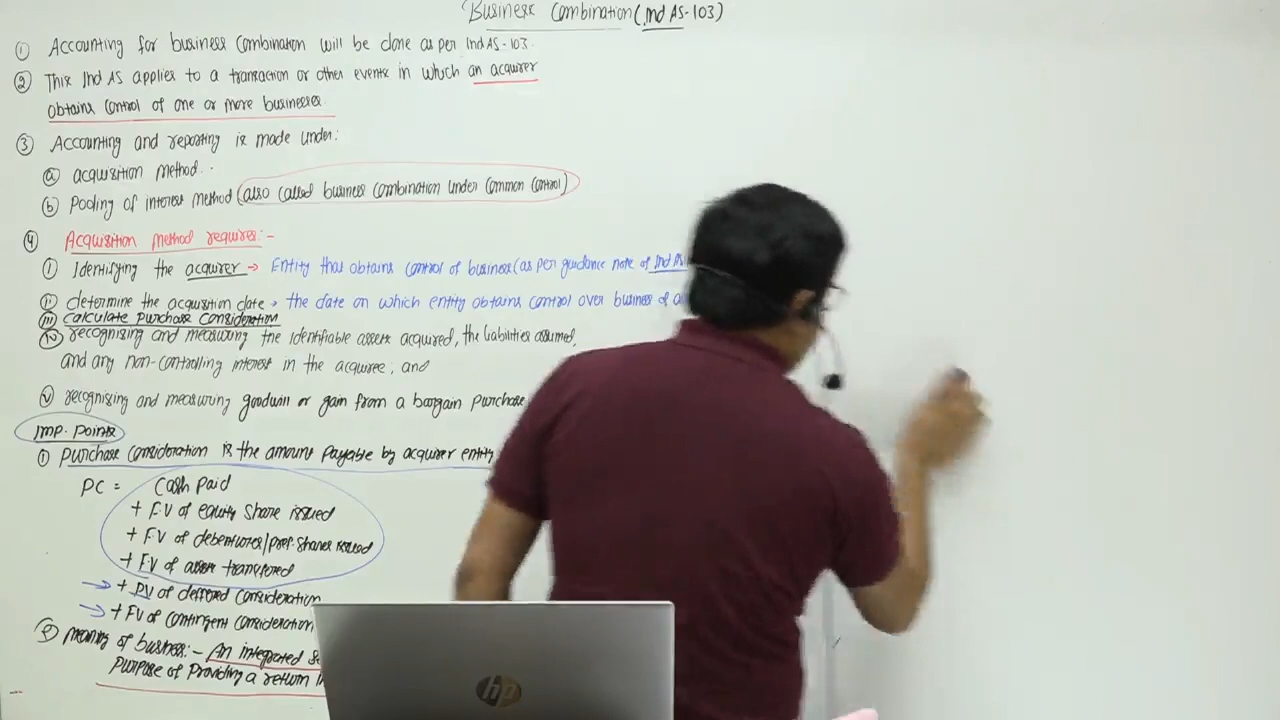 Business Combination (Ind AS-103)
① Accounting for business Combination will be done as per Ind AS-103.
② This Ind AS applies to a transaction or other events in which an acquirer
obtains control of one or more businesses.
③ Accounting and reporting is made under:
ⓐ acquisition method.
ⓑ Pooling of interest method (also called business Combination under Common Control)
④ Acquisition method requires:-
ⓘ Identifying the acquirer → Entity that obtains control of business (as per guidance note of Ind AS
ⅱ determine the acquisition date → the date on which entity obtains control over business of
ⅲ Calculate purchase consideration
ⅳ recognising and measuring the identifiable assets acquired, the liabilities assumed,
and any non-controlling interest in the acquiree, and
ⅴ recognising and measuring goodwill or gain from a bargain purchase
Imp. Points
① Purchase Consideration is the amount Payable by acquirer entity
PC = Cash Paid
+ F.V of equity share issued
+ F.V of debentures/pref. shares issued
+ F.V of assets transferred
→ + PV of deffered consideration
→ + FV of contingent consideration
② meaning of business:- An integrated
Purpose of Providing a return
hp